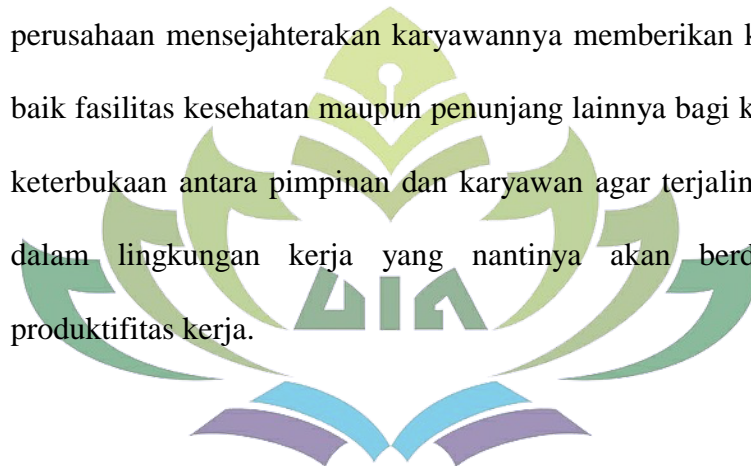 perusahaan mensejahterakan karyawannya memberikan
baik fasilitas kesehatan maupun penunjang lainnya bagi
keterbukaan antara pimpinan dan karyawan agar terjalin
dalam lingkungan kerja yang nantinya akan
produktifitas kerja.
UIN